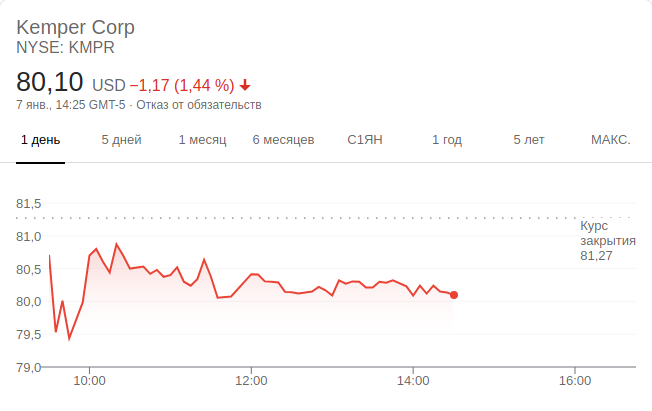 Kemper Corp
NYSE: KMPR
80,10 USD −1,17 (1,44 %)
7 янв., 14:25 GMT-5 · Отказ от обязательств
1 день 5 дней 1 месяц 6 месяцев С1ЯН 1 год 5 лет МАКС.
81,5
Курс
закрытия
81,27
81,0
80,5
80,0
79,5
79,0
10:00 12:00 14:00 16:00